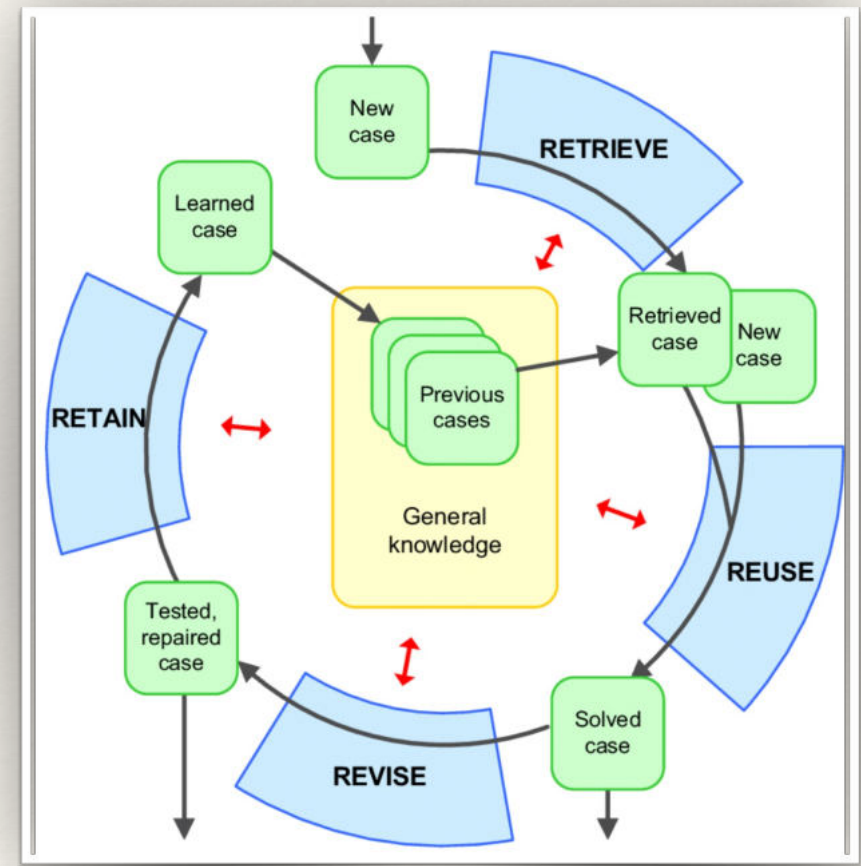 New
case
RETRIEVE
Learned
case
Retrieved
case
New
case
Previous
cases
RETAIN
General
knowledge
REUSE
Tested,
repaired
case
Solved
case
REVISE